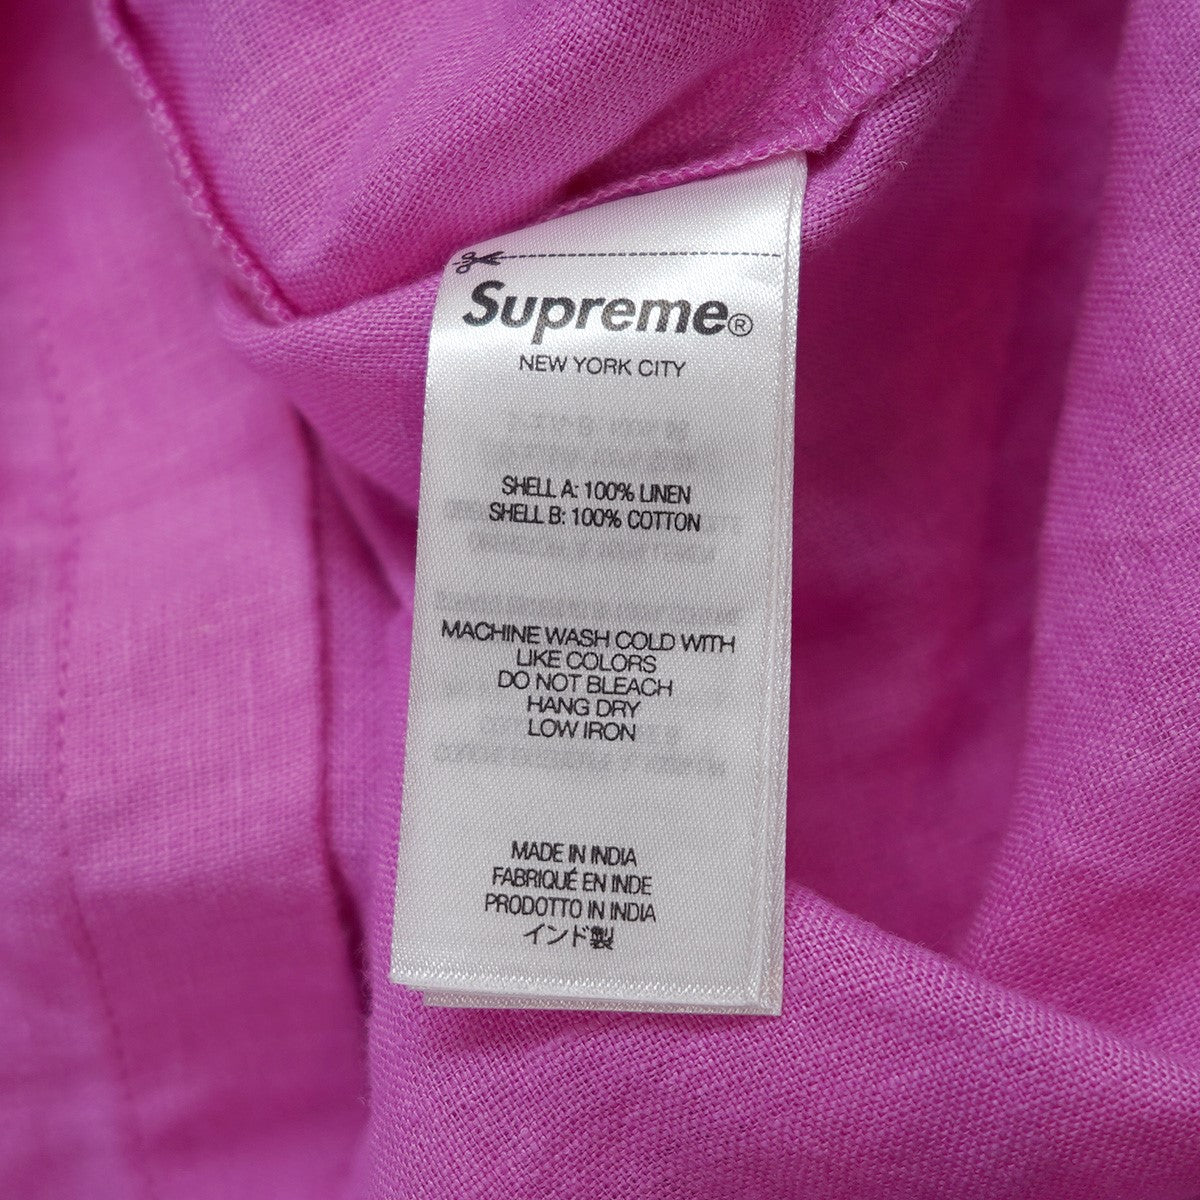 Supreme®
NEW YORK CITY
SHELL A: 100% LINEN
SHELL B: 100% COTTON
MACHINE WASH COLD WITH
LIKE COLORS
DO NOT BLEACH
HANG DRY
LOW IRON
MADE IN INDIA
FABRIQUÉ EN INDE
PRODOTTO IN INDIA
インド製